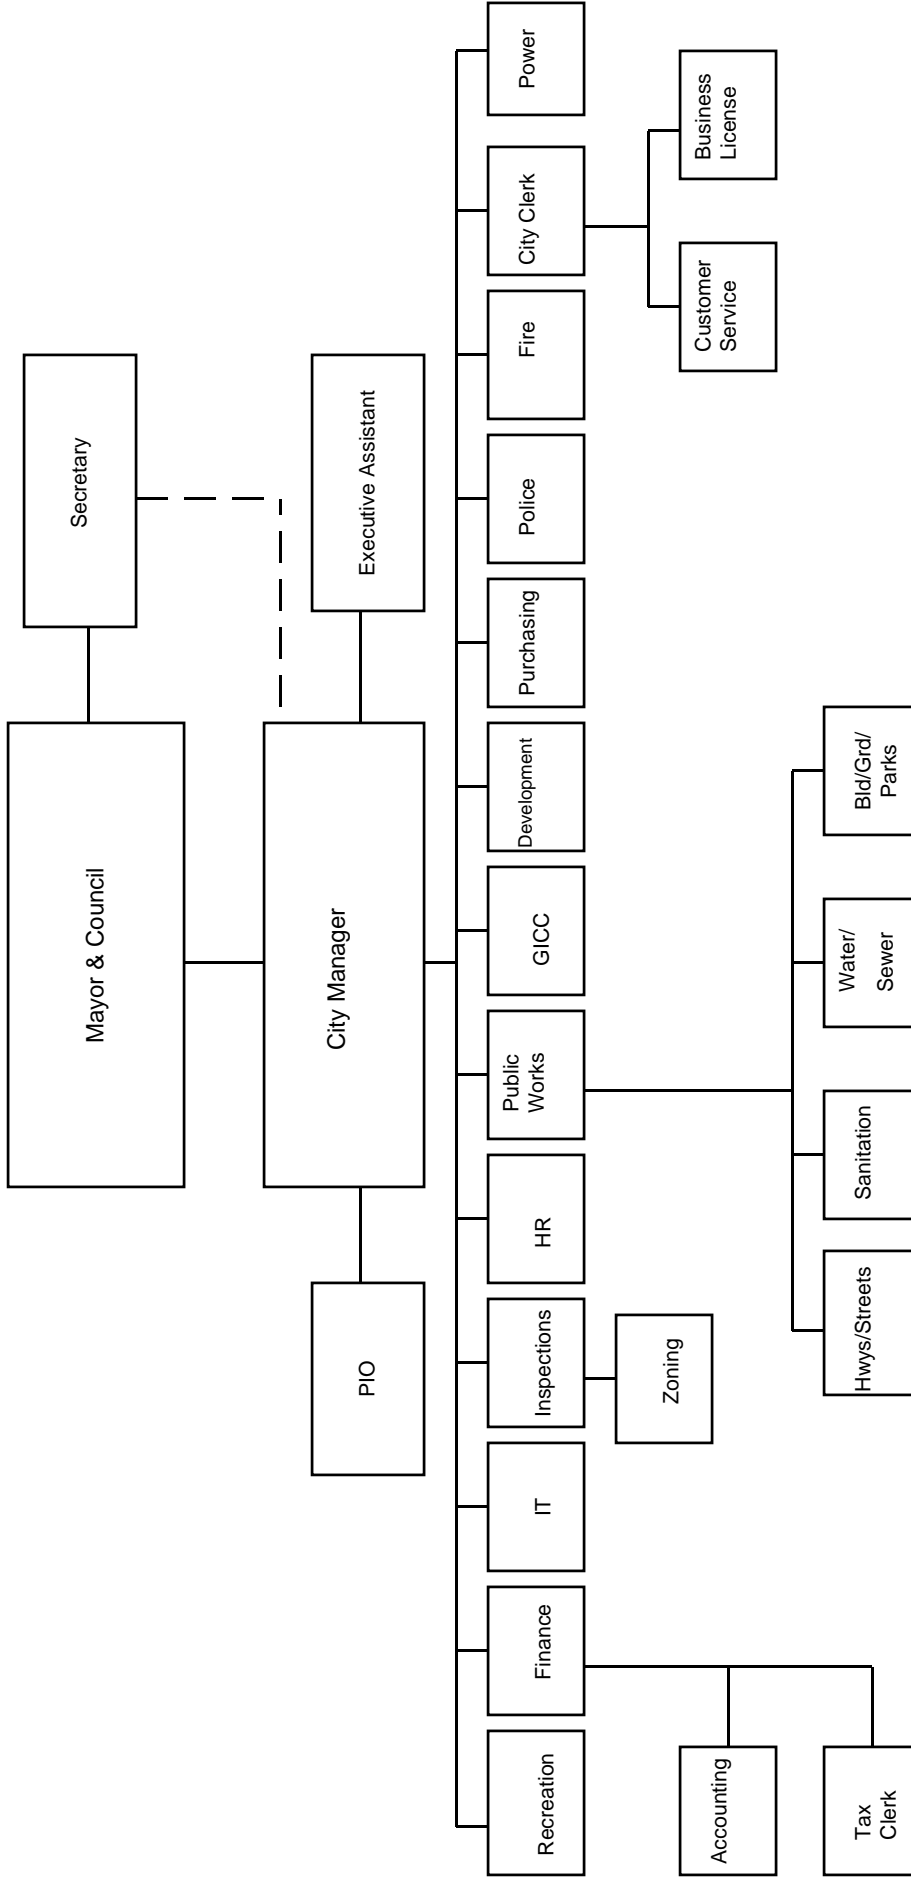 Mayor & Council
Secretary
City Manager
PIO
Executive Assistant
Recreation
Finance
IT
Inspections
HR
Public
Works
GICC
Development
Purchasing
Police
Fire
City Clerk
Power
Zoning
Accounting
Customer
Service
Business
License
Tax
Clerk
Hwys/Streets
Sanitation
Water/
Sewer
Bld/Grd/
Parks